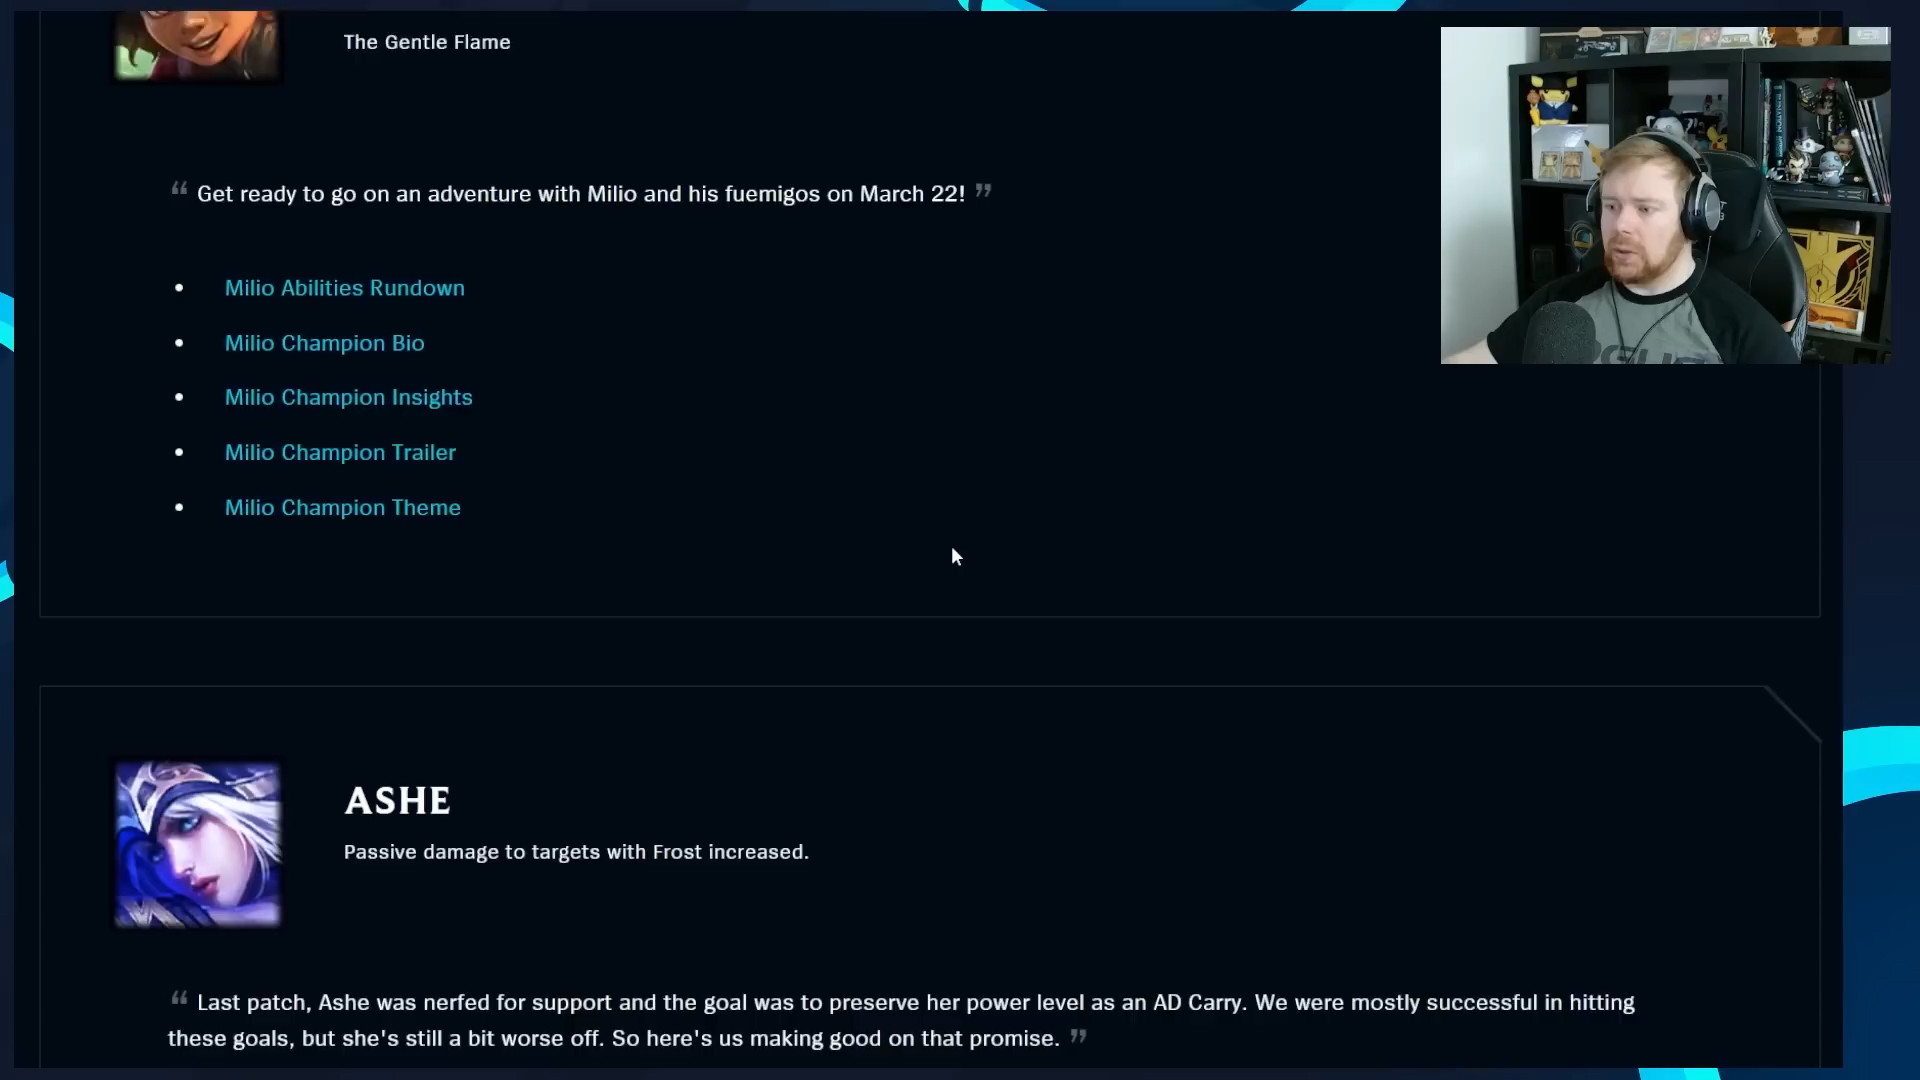 The Gentle Flame
“ Get ready to go on an adventure with Milio and his fuemigos on March 22! ”
• Milio Abilities Rundown
• Milio Champion Bio
• Milio Champion Insights
• Milio Champion Trailer
• Milio Champion Theme
ASHE
Passive damage to targets with Frost increased.
“ Last patch, Ashe was nerfed for support and the goal was to preserve her power level as an AD Carry. We were mostly successful in hitting
these goals, but she's still a bit worse off. So here's us making good on that promise. ”